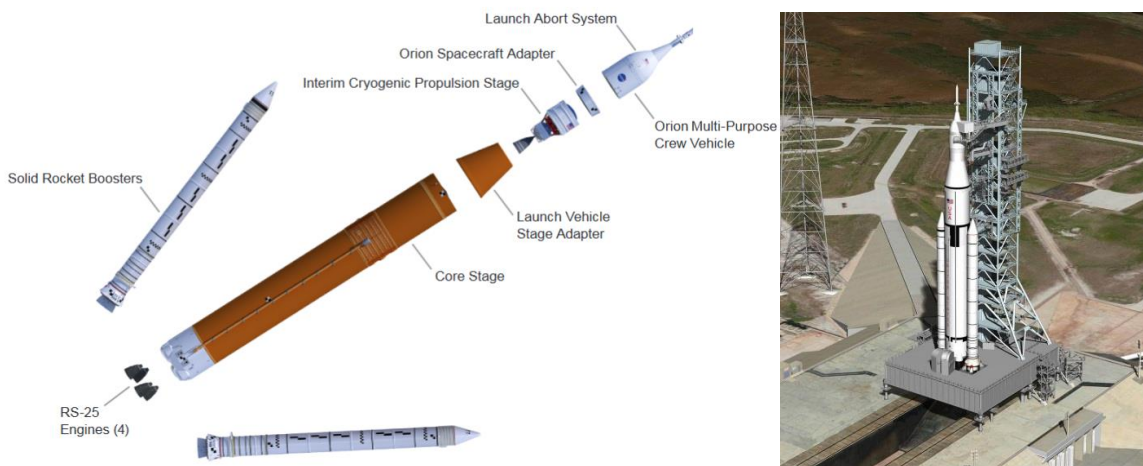 Launch Abort System
Orion Spacecraft Adapter
Interim Cryogenic Propulsion Stage
Orion Multi-Purpose
Crew Vehicle
Solid Rocket Boosters
Launch Vehicle
Stage Adapter
Core Stage
RS-25
Engines (4)